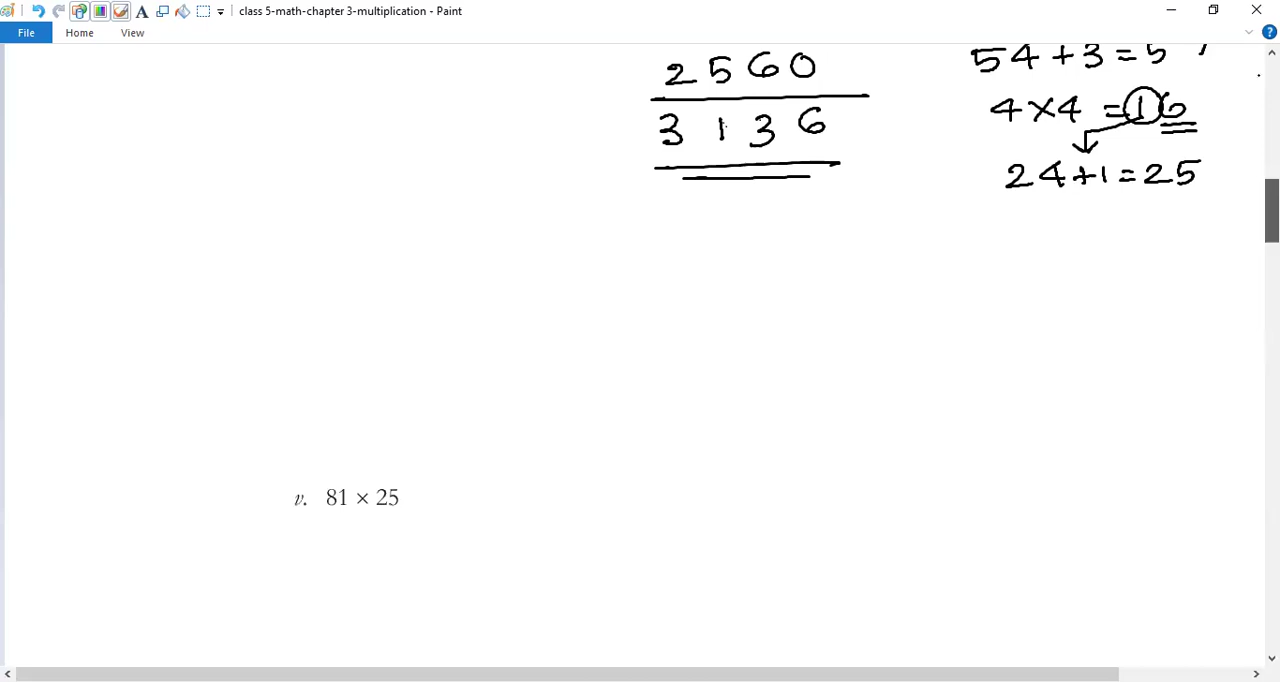 class 5-math-chapter 3-multiplication - Paint
File Home View
2560
3136
54+3=5
4×4=16
24+1=25
v. 81 × 25